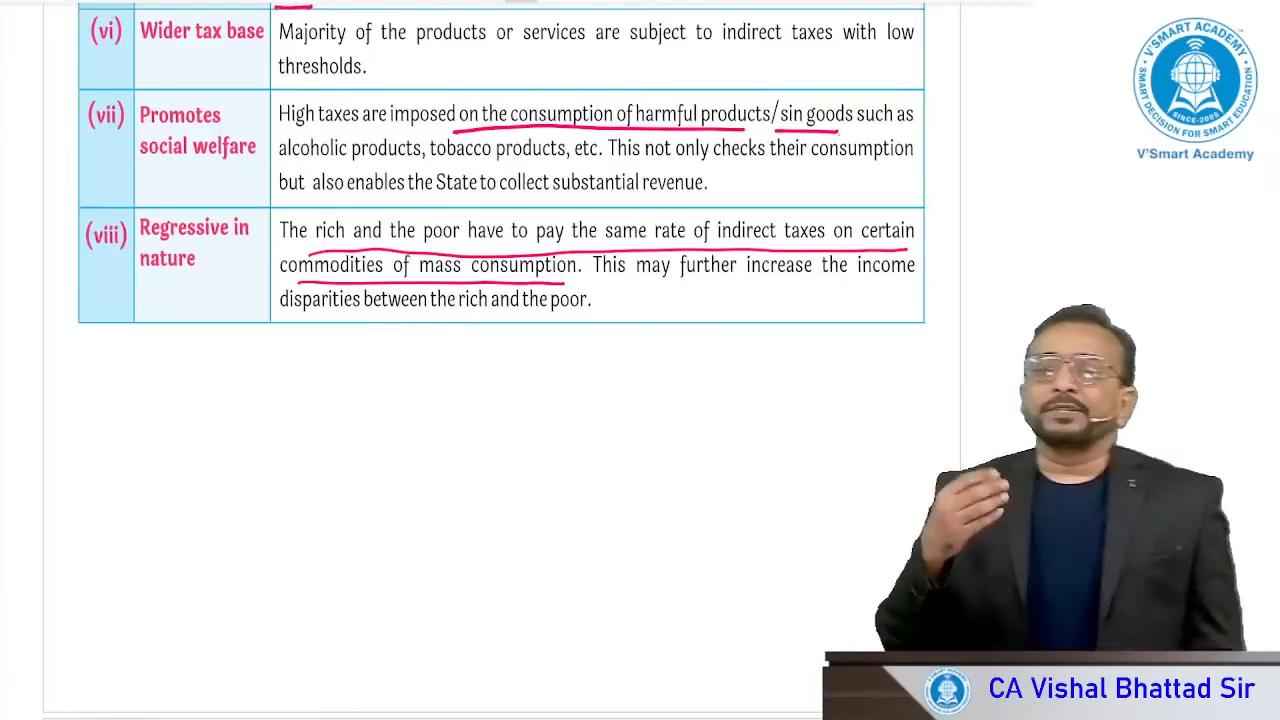 (vi) Wider tax base Majority of the products or services are subject to indirect taxes with low
thresholds.
(vii) Promotes High taxes are imposed on the consumption of harmful products/sin goods such as
social welfare alcoholic products, tobacco products, etc. This not only checks their consumption
but also enables the State to collect substantial revenue.
(viii) Regressive in The rich and the poor have to pay the same rate of indirect taxes on certain
nature commodities of mass consumption. This may further increase the income
disparities between the rich and the poor.
V'SMART ACADEMY
SMART DECISION FOR SMART EDUCATION
SINCE-2005
V'Smart Academy
CA Vishal Bhattad Sir